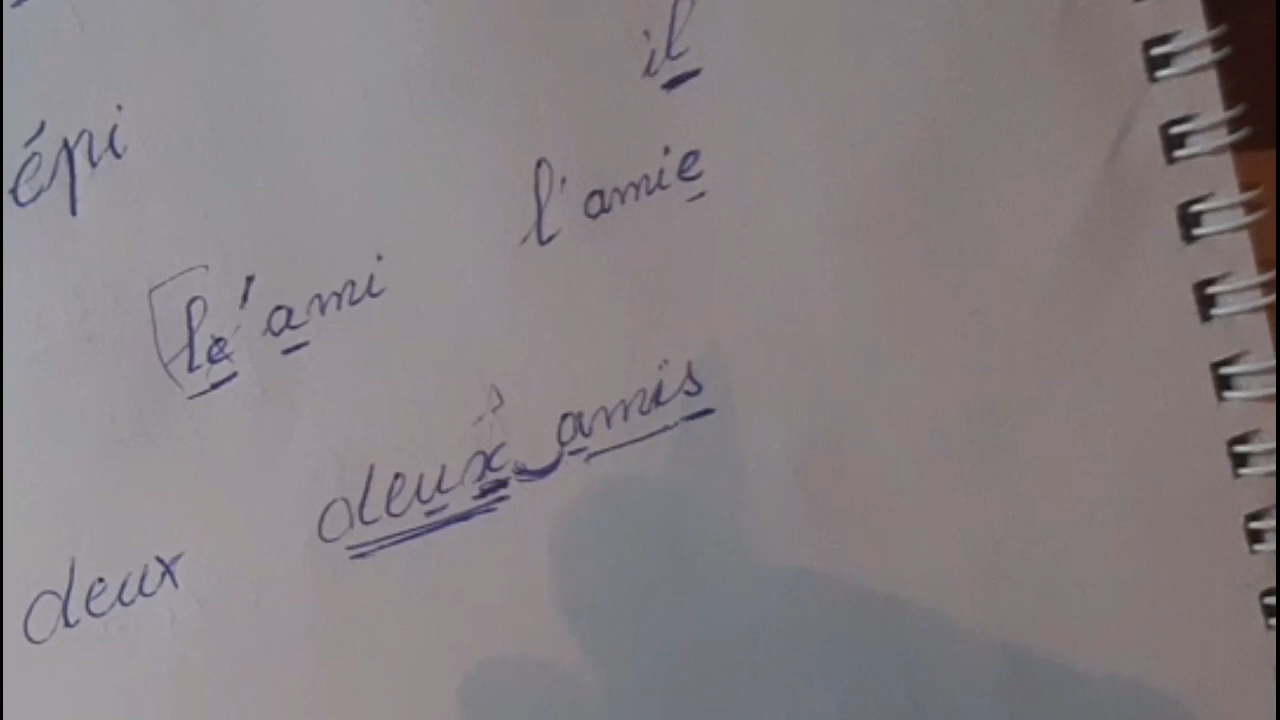 il
épi
l'amie
le'ami
deux amis
deux